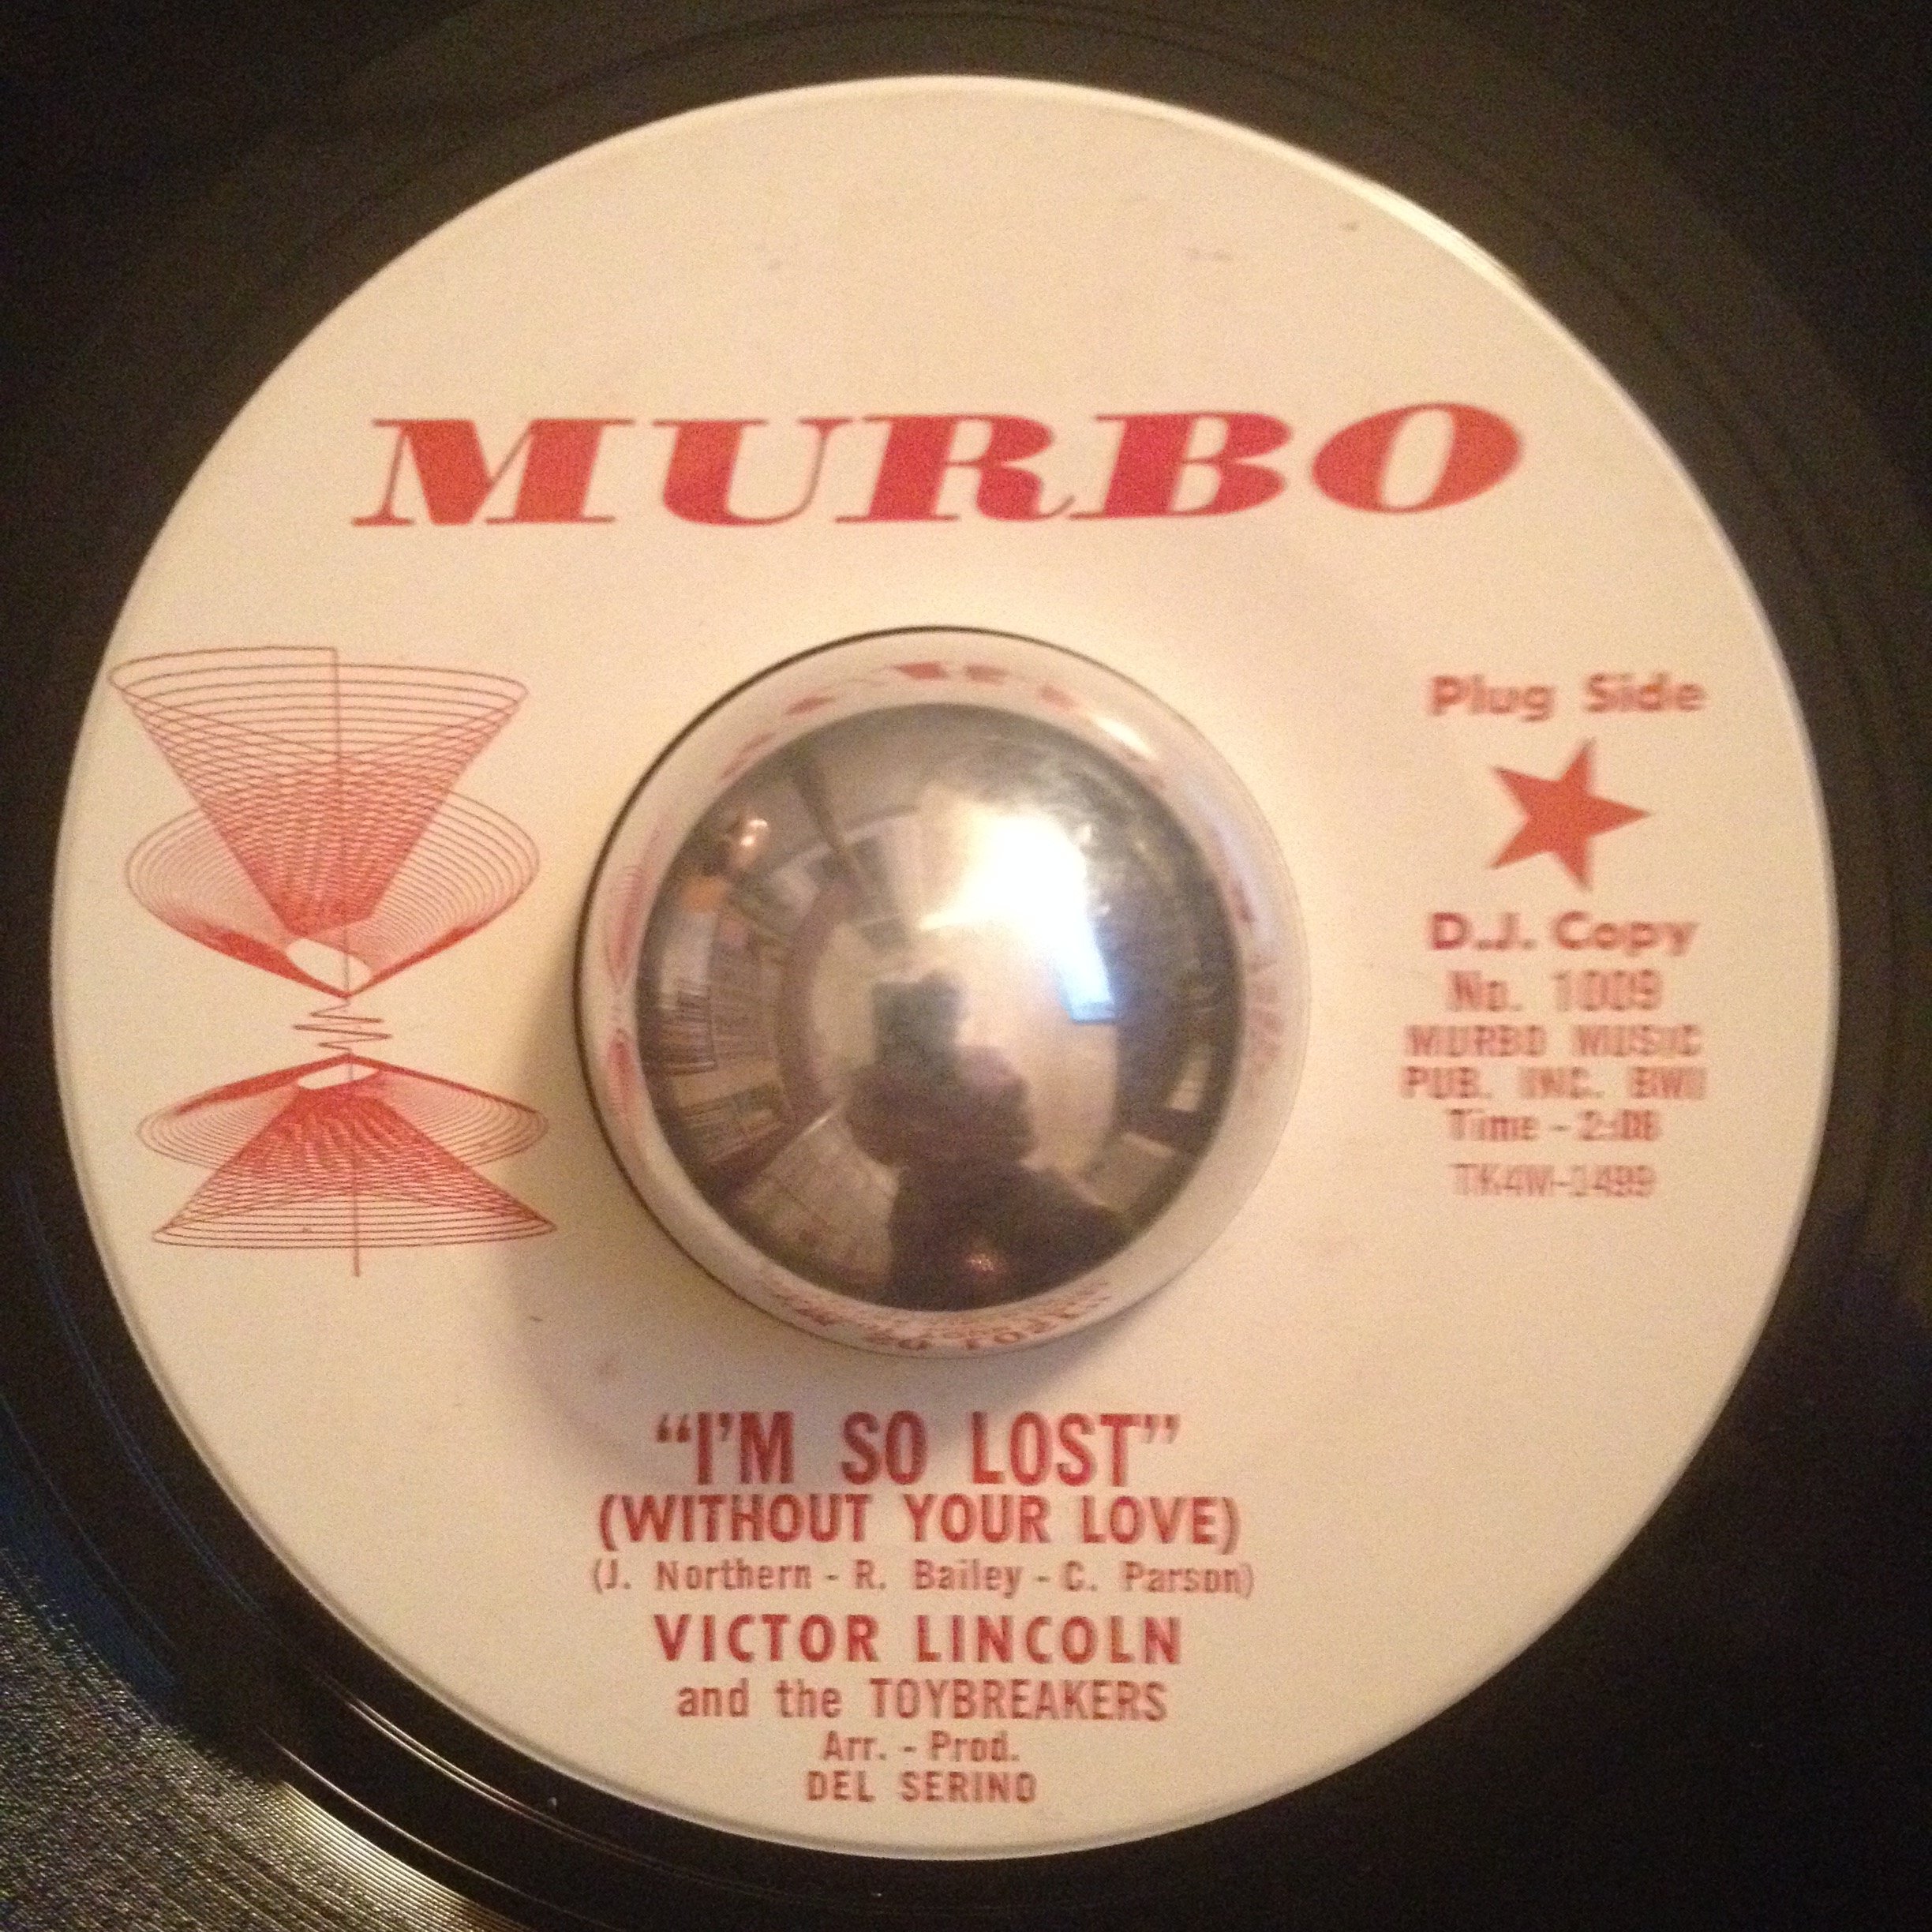 MURBO
Plug Side
D.J. Copy
No. 1009
MURBO MUSIC
PUB. INC. BMI
Time - 2:08
TK4W-1499
“I'M SO LOST”
(WITHOUT YOUR LOVE)
(J. Northern - R. Bailey - C. Parson)
VICTOR LINCOLN
and the TOYBREAKERS
Arr. - Prod.
DEL SERINO